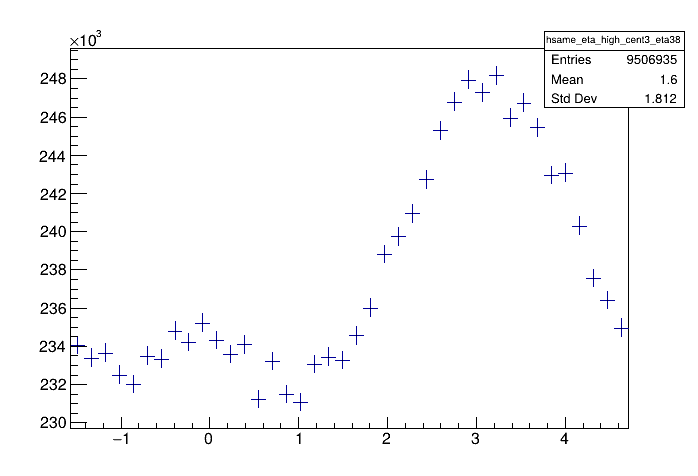 ×10³
hsame_eta_high_cent3_eta38
Entries 9506935
Mean 1.6
Std Dev 1.812
248
246
244
242
240
238
236
234
232
230
−1 0 1 2 3 4